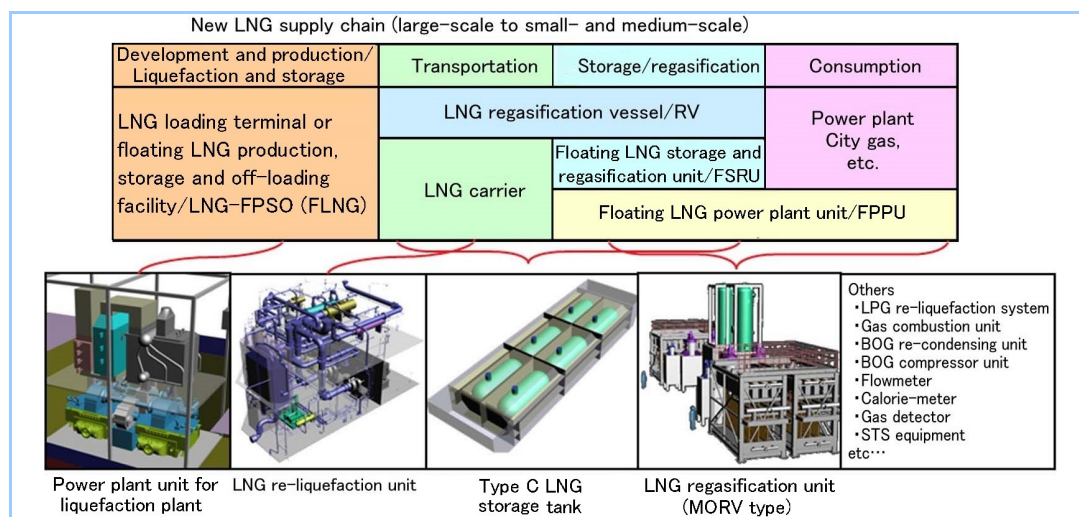 New LNG supply chain (large-scale to small- and medium-scale)
Development and production/
Liquefaction and storage
Transportation
Storage/regasification
Consumption
LNG loading terminal or
floating LNG production,
storage and off-loading
facility/LNG-FPSO (FLNG)
LNG regasification vessel/RV
LNG carrier
Floating LNG storage and
regasification unit/FSRU
Power plant
City gas,
etc.
Floating LNG power plant unit/FPPU
Others
・LPG re-liquefaction system
・Gas combustion unit
・BOG re-condensing unit
・BOG compressor unit
・Flowmeter
・Calorie-meter
・Gas detector
・STS equipment
etc…
Power plant unit for
liquefaction plant
LNG re-liquefaction unit
Type C LNG
storage tank
LNG regasification unit
(MORV type)